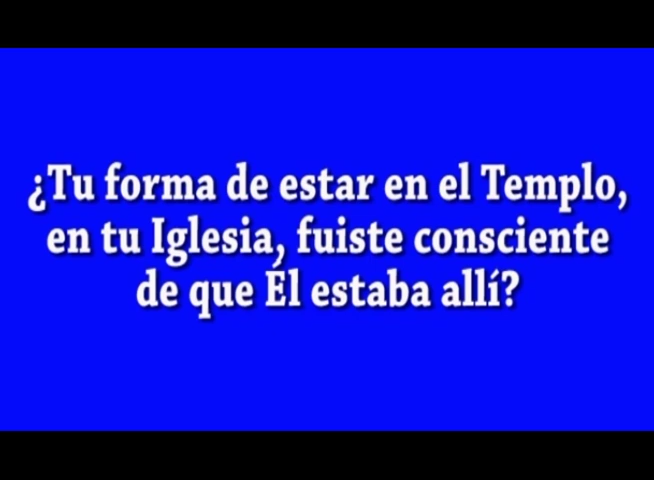 ¿Tu forma de estar en el Templo,
en tu Iglesia, fuiste consciente
de que Él estaba allí?